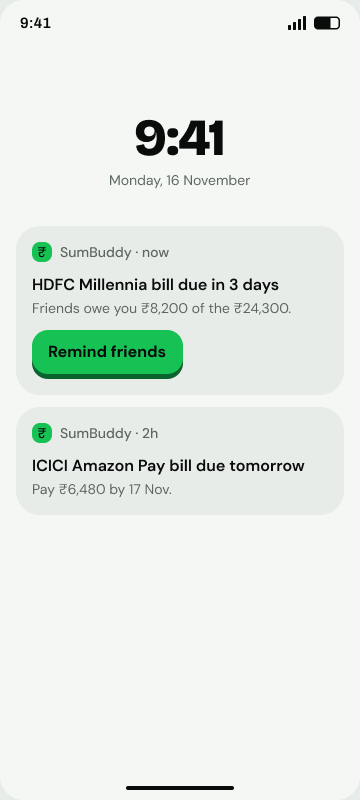 9:41
9:41
Monday, 16 November
₹ SumBuddy · now
HDFC Millennia bill due in 3 days
Friends owe you ₹8,200 of the ₹24,300.
Remind friends
₹ SumBuddy · 2h
ICICI Amazon Pay bill due tomorrow
Pay ₹6,480 by 17 Nov.